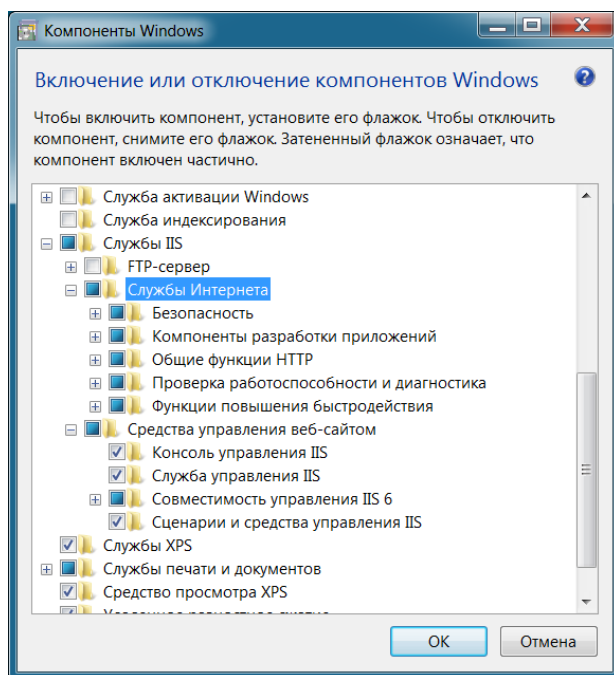 Компоненты Windows
Включение или отключение компонентов Windows
Чтобы включить компонент, установите его флажок. Чтобы отключить
компонент, снимите его флажок. Затененный флажок означает, что
компонент включен частично.
Служба активации Windows
Служба индексирования
Службы IIS
FTP-сервер
Службы Интернета
Безопасность
Компоненты разработки приложений
Общие функции HTTP
Проверка работоспособности и диагностика
Функции повышения быстродействия
Средства управления веб-сайтом
Консоль управления IIS
Служба управления IIS
Совместимость управления IIS 6
Сценарии и средства управления IIS
Службы XPS
Службы печати и документов
Средство просмотра XPS
ОК
Отмена